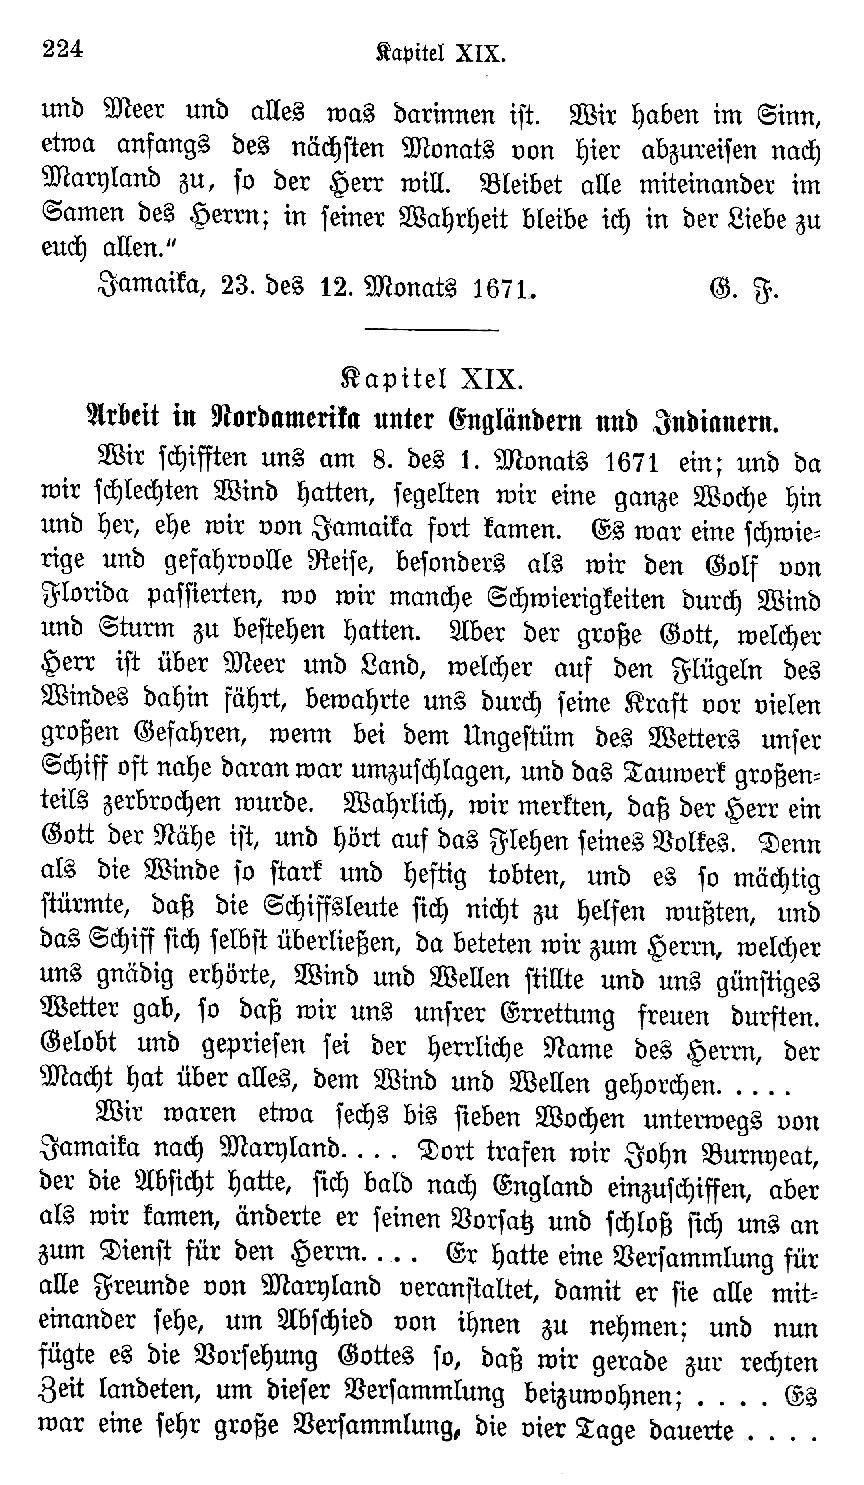 224 Kapitel XIX.
und Meer und alles was darinnen ist. Wir haben im Sinn,
etwa anfangs des nächsten Monats von hier abzureisen nach
Maryland zu, so der Herr will. Bleibet alle miteinander im
Samen des Herrn; in seiner Wahrheit bleibe ich in der Liebe zu
euch allen."
Jamaika, 23. des 12. Monats 1671. G. F.
Kapitel XIX.
Arbeit in Nordamerika unter Engländern und Indianern.
Wir schifften uns am 8. des 1. Monats 1671 ein; und da
wir schlechten Wind hatten, segelten wir eine ganze Woche hin
und her, ehe wir von Jamaika fort kamen. Es war eine schwie-
rige und gefahrvolle Reise, besonders als wir den Golf von
Florida passierten, wo wir manche Schwierigkeiten durch Wind
und Sturm zu bestehen hatten. Aber der große Gott, welcher
Herr ist über Meer und Land, welcher auf den Flügeln des
Windes dahin fährt, bewahrte uns durch seine Kraft vor vielen
großen Gefahren, wenn bei dem Ungestüm des Wetters unser
Schiff oft nahe daran war umzuschlagen, und das Tauwerk großen-
teils zerbrochen wurde. Wahrlich, wir merkten, daß der Herr ein
Gott der Nähe ist, und hört auf das Flehen seines Volkes. Denn
als die Winde so stark und heftig tobten, und es so mächtig
stürmte, daß die Schiffsleute sich nicht zu helfen wußten, und
das Schiff sich selbst überließen, da beteten wir zum Herrn, welcher
uns gnädig erhörte, Wind und Wellen stillte und uns günstiges
Wetter gab, so daß wir uns unsrer Errettung freuen durften.
Gelobt und gepriesen sei der herrliche Name des Herrn, der
Macht hat über alles, dem Wind und Wellen gehorchen. . . . .
Wir waren etwa sechs bis sieben Wochen unterwegs von
Jamaika nach Maryland. . . . Dort trafen wir John Burnyeat,
der die Absicht hatte, sich bald nach England einzuschiffen, aber
als wir kamen, änderte er seinen Vorsatz und schloß sich uns an
zum Dienst für den Herrn. . . . Er hatte eine Versammlung für
alle Freunde von Maryland veranstaltet, damit er sie alle mit-
einander sehe, um Abschied von ihnen zu nehmen; und nun
fügte es die Vorsehung Gottes so, daß wir gerade zur rechten
Zeit landeten, um dieser Versammlung beizuwohnen; . . . . Es
war eine sehr große Versammlung, die vier Tage dauerte . . . .